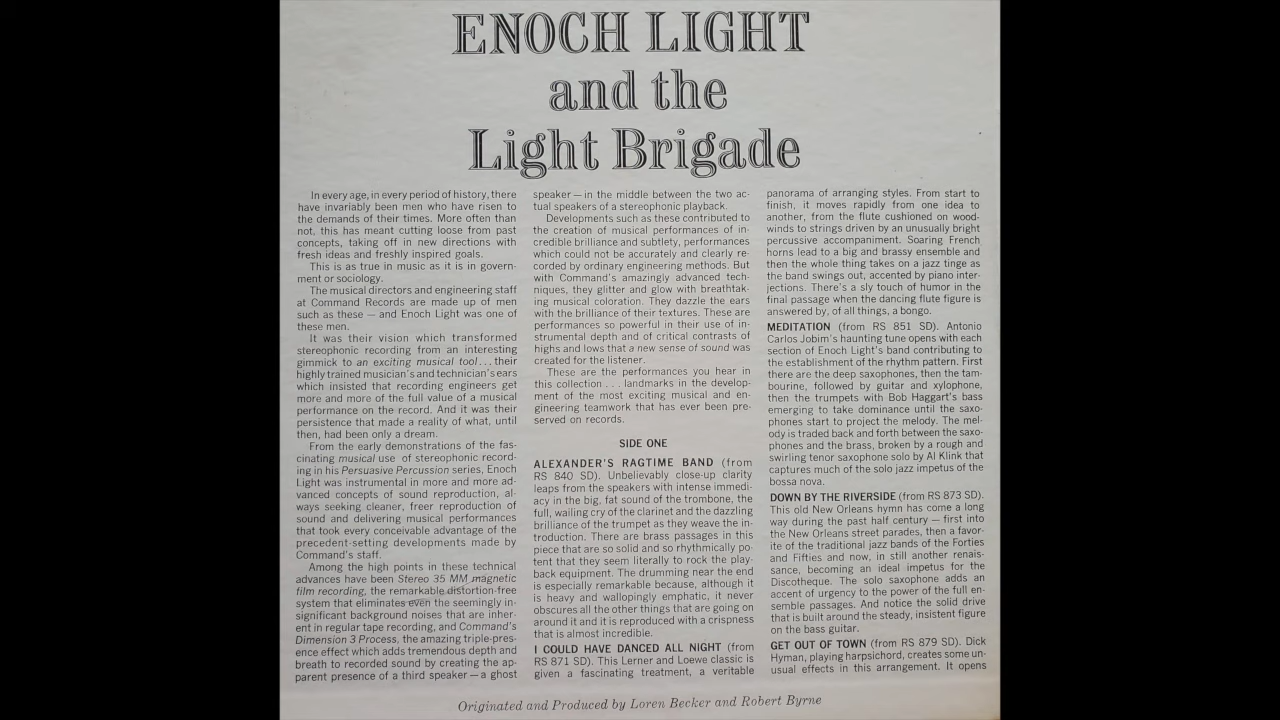 ENOCH LIGHT
and the
Light Brigade
In every age, in every period of history, there
have invariably been men who have risen to
the demands of their times. More often than
not, this has meant cutting loose from past
concepts, taking off in new directions with
fresh ideas and freshly inspired goals.
This is as true in music as it is in govern-
ment or sociology.
The musical directors and engineering staff
at Command Records are made up of men
such as these — and Enoch Light was one of
these men.
It was their vision which transformed
stereophonic recording from an interesting
gimmick to an exciting musical tool... their
highly trained musician's and technician's ears
which insisted that recording engineers get
more and more of the full value of a musical
performance on the record. And it was their
persistence that made a reality of what, until
then, had been only a dream.
From the early demonstrations of the fas-
cinating musical use of stereophonic record-
ing in his Persuasive Percussion series, Enoch
Light was instrumental in more and more ad-
vanced concepts of sound reproduction, al-
ways seeking cleaner, freer reproduction of
sound and delivering musical performances
that took every conceivable advantage of the
precedent-setting developments made by
Command's staff.
Among the high points in these technical
advances have been Stereo 35 MM magnetic
film recording, the remarkable distortion-free
system that eliminates even the seemingly in-
significant background noises that are inher-
ent in regular tape recording, and Command's
Dimension 3 Process, the amazing triple-pres-
ence effect which adds tremendous depth and
breath to recorded sound by creating the ap-
parent presence of a third speaker — a ghost
speaker — in the middle between the two ac-
tual speakers of a stereophonic playback.
Developments such as these contributed to
the creation of musical performances of in-
credible brilliance and subtlety, performances
which could not be accurately and clearly re-
corded by ordinary engineering methods. But
with Command's amazingly advanced tech-
niques, they glitter and glow with breathtak-
ing musical coloration. They dazzle the ears
with the brilliance of their textures. These are
performances so powerful in their use of in-
strumental depth and of critical contrasts of
highs and lows that a new sense of sound was
created for the listener.
These are the performances you hear in
this collection ... landmarks in the develop-
ment of the most exciting musical and en-
gineering teamwork that has ever been pre-
served on records.
SIDE ONE
ALEXANDER'S RAGTIME BAND (from
RS 840 SD). Unbelievably close-up clarity
leaps from the speakers with intense immedi-
acy in the big, fat sound of the trombone, the
full, wailing cry of the clarinet and the dazzling
brilliance of the trumpet as they weave the in-
troduction. There are brass passages in this
piece that are so solid and so rhythmically po-
tent that they seem literally to rock the play-
back equipment. The drumming near the end
is especially remarkable because, although it
is heavy and wallopingly emphatic, it never
obscures all the other things that are going on
around it and it is reproduced with a crispness
that is almost incredible.
I COULD HAVE DANCED ALL NIGHT (from
RS 871 SD). This Lerner and Loewe classic is
given a fascinating treatment, a veritable
panorama of arranging styles. From start to
finish, it moves rapidly from one idea to
another, from the flute cushioned on wood-
winds to strings driven by an unusually bright
percussive accompaniment. Soaring French
horns lead to a big and brassy ensemble and
then the whole thing takes on a jazz tinge as
the band swings out, accented by piano inter-
jections. There's a sly touch of humor in the
final passage when the dancing flute figure is
answered by, of all things, a bongo.
MEDITATION (from RS 851 SD). Antonio
Carlos Jobim's haunting tune opens with each
section of Enoch Light's band contributing to
the establishment of the rhythm pattern. First
there are the deep saxophones, then the tam-
bourine, followed by guitar and xylophone,
then the trumpets with Bob Haggart's bass
emerging to take dominance until the saxo-
phones start to project the melody. The mel-
ody is traded back and forth between the saxo-
phones and the brass, broken by a rough and
swirling tenor saxophone solo by Al Klink that
captures much of the solo jazz impetus of the
bossa nova.
DOWN BY THE RIVERSIDE (from RS 873 SD).
This old New Orleans hymn has come a long
way during the past half century — first into
the New Orleans street parades, then a favor-
ite of the traditional jazz bands of the Forties
and Fifties and now, in still another renais-
sance, becoming an ideal impetus for the
Discotheque. The solo saxophone adds an
accent of urgency to the power of the full en-
semble passages. And notice the solid drive
that is built around the steady, insistent figure
on the bass guitar.
GET OUT OF TOWN (from RS 879 SD). Dick
Hyman, playing harpsichord, creates some un-
usual effects in this arrangement. It opens
Originated and Produced by Loren Becker and Robert Byrne